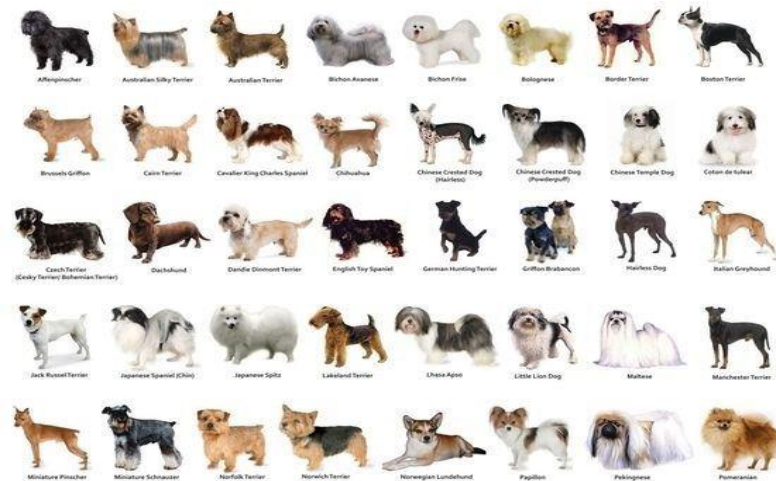 Affenpinscher
Australian Silky Terrier
Australian Terrier
Bichon Avanese
Bichon Frise
Bolognese
Border Terrier
Boston Terrier
Brussels Griffon
Cairn Terrier
Cavalier King Charles Spaniel
Chihuahua
Chinese Crested Dog
(Hairless)
Chinese Crested Dog
(Powderpuff)
Chinese Temple Dog
Coton de tulear
Czech Terrier
(Cesky Terrier/ Bohemian Terrier)
Dachshund
Dandie Dinmont Terrier
English Toy Spaniel
German Hunting Terrier
Griffon Brabancon
Hairless Dog
Italian Greyhound
Jack Russel Terrier
Japanese Spaniel (Chin)
Japanese Spitz
Lakeland Terrier
Lhasa Apso
Little Lion Dog
Maltese
Manchester Terrier
Miniature Pinscher
Miniature Schnauzer
Norfolk Terrier
Norwich Terrier
Norwegian Lundehund
Papillon
Pekingnese
Pomeranian